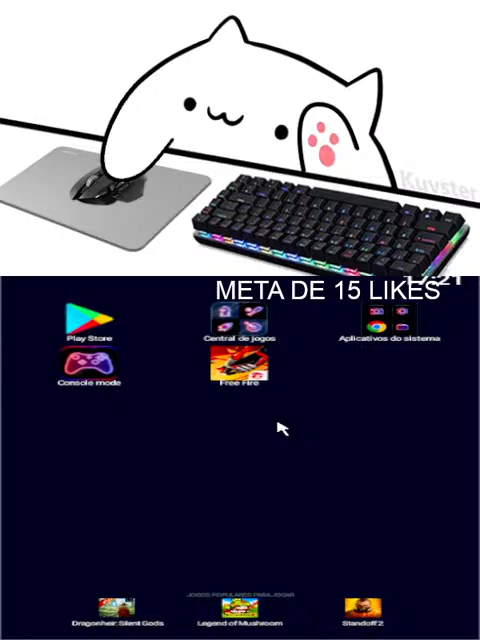 Kuvster
META DE 15 LIKES
Play Store
Central de jogos
Aplicativos do sistema
Console mode
Free Fire
JOGOS POPULARES PARA JOGAR
Dragonheir: Silent Gods
Legend of Mushroom
Standoff 2